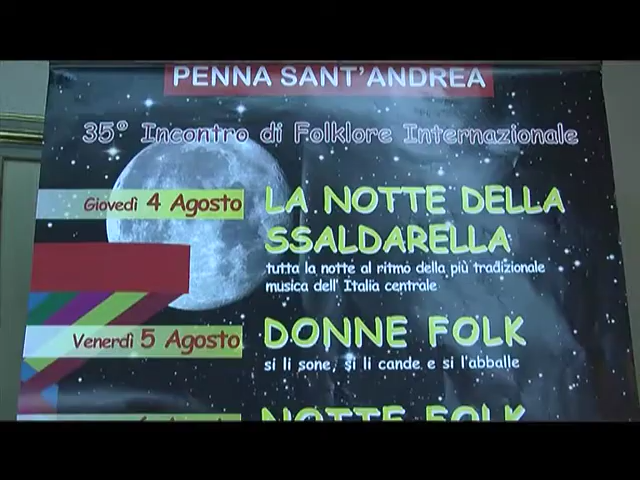 PENNA SANT'ANDREA
35° Incontro di Folklore Internazionale
Giovedì 4 Agosto
LA NOTTE DELLA
SSALDARELLA
tutta la notte al ritmo della più tradizionale
musica dell' Italia centrale
Venerdì 5 Agosto
DONNE FOLK
si li sone, si li cande e si l'abballe
NOTTE FOLK